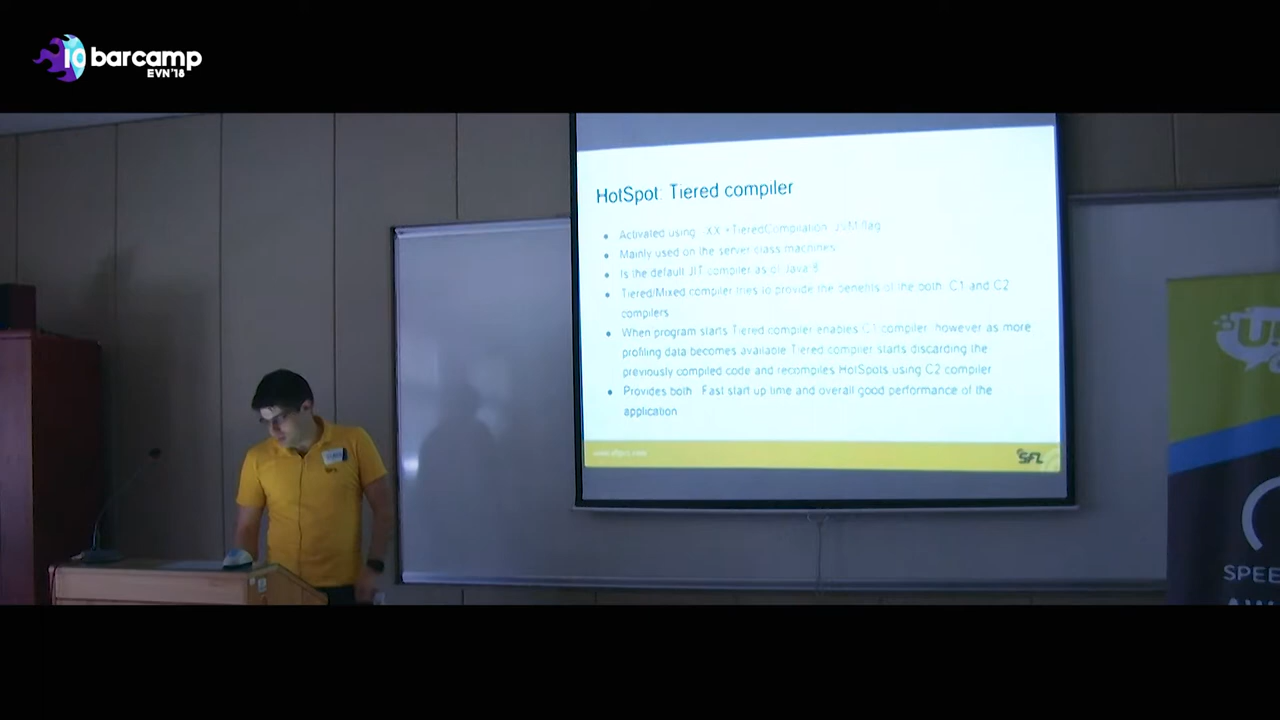 10 barcamp
EVN'18
HotSpot: Tiered compiler
Activated using: -XX:+TieredCompilation JVM flag
Mainly used on the server class machines
Is the default JIT compiler as of Java 8
Tiered/Mixed compiler tries to provide the benefits of the both: C1 and C2
compilers
When program starts Tiered compiler enables C1 compiler, however as more
profiling data becomes available Tiered compiler starts discarding the
previously compiled code and recompiles HotSpots using C2 compiler
Provides both: Fast start up time and overall good performance of the
application
SFL
SPEE